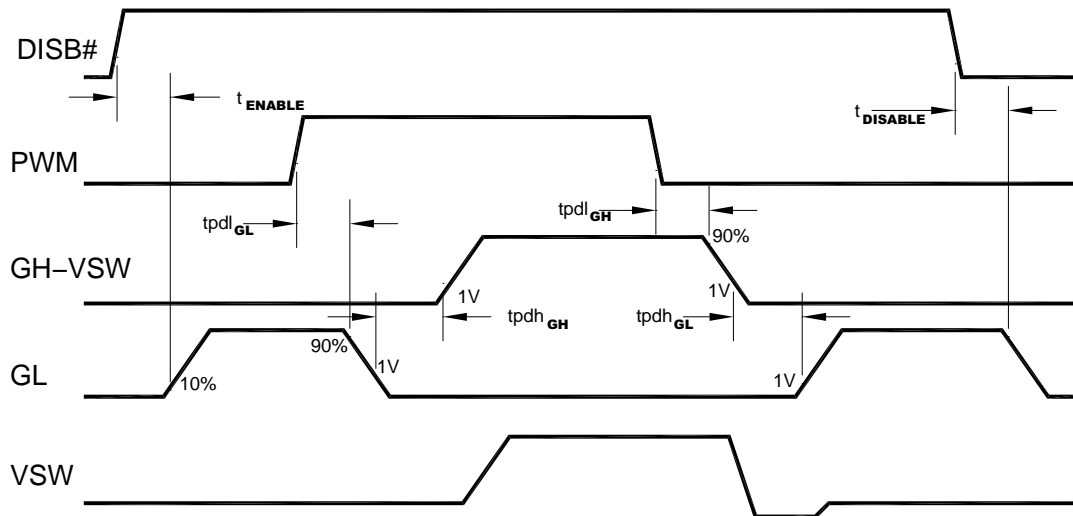 DISB#
t ENABLE
t DISABLE
PWM
tpdl GL
tpdl GH
90%
GH–VSW
1V
1V
tpdh GH
tpdh GL
90%
1V
1V
GL
10%
VSW